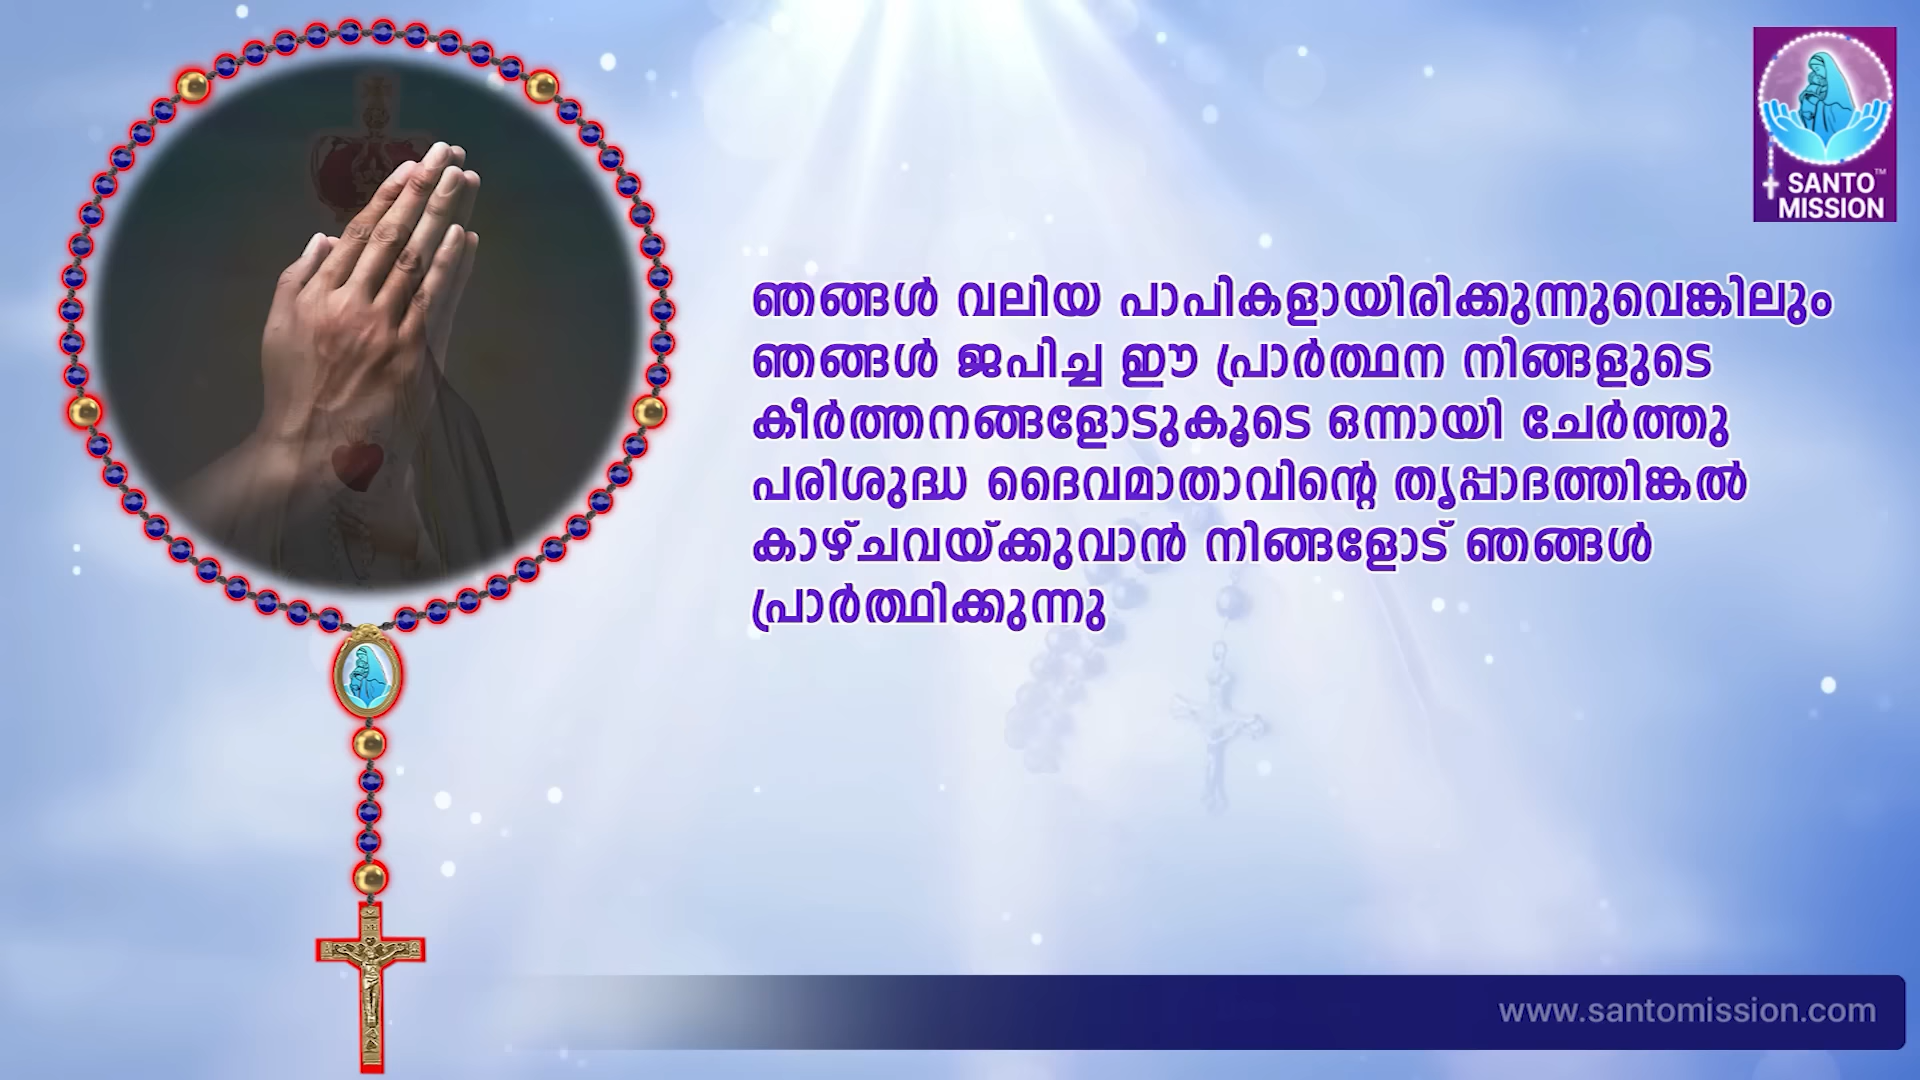 SANTO™
MISSION
ഞങ്ങൾ വലിയ പാപികളായിരിക്കുന്നുവെങ്കിലും
ഞങ്ങൾ ജപിച്ച ഈ പ്രാർത്ഥന നിങ്ങളുടെ
കീർത്തനങ്ങളോടുകൂടെ ഒന്നായി ചേർത്തു
പരിശുദ്ധ ദൈവമാതാവിന്റെ തൃപ്പാദത്തിങ്കൽ
കാഴ്ചവയ്ക്കുവാൻ നിങ്ങളോട് ഞങ്ങൾ
പ്രാർത്ഥിക്കുന്നു
www.santomission.com